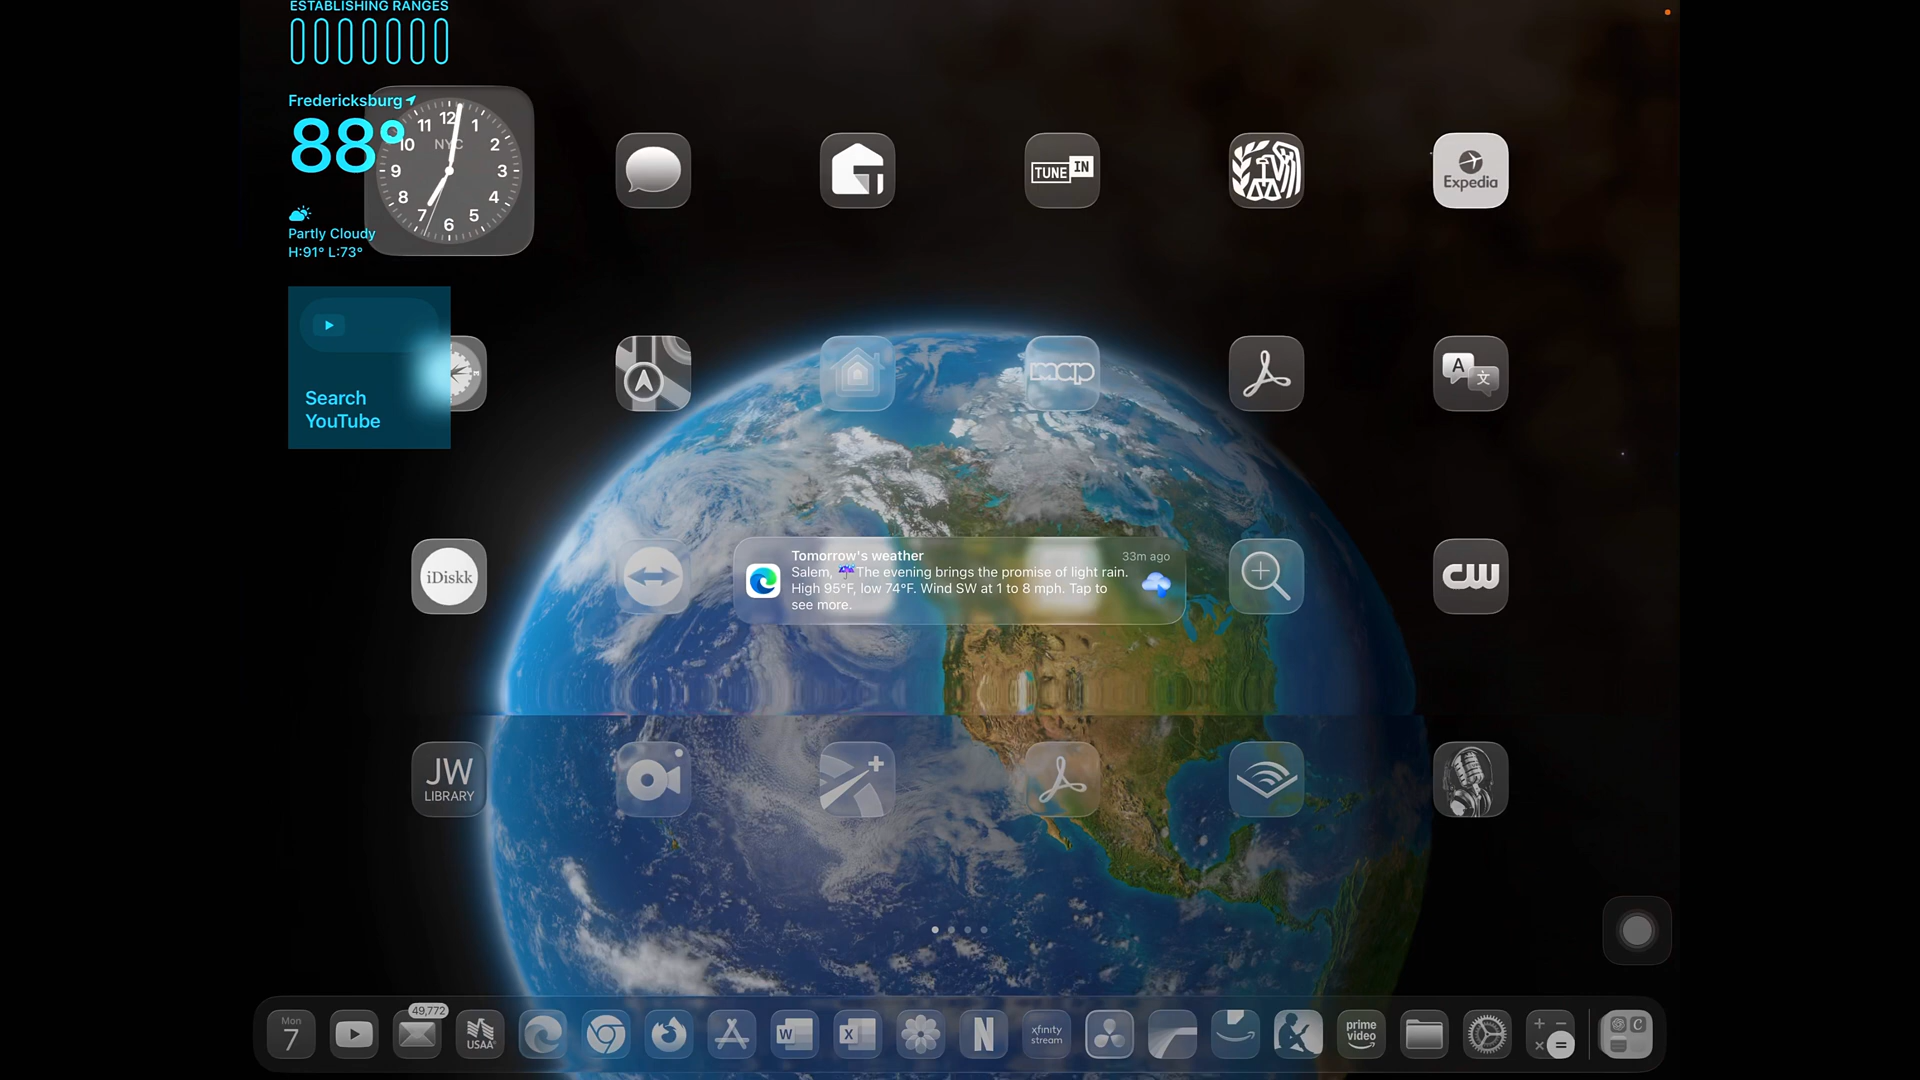 ESTABLISHING RANGES
Fredericksburg
88°
Partly Cloudy
H:91° L:73°
NYC
12
1
2
3
4
5
6
7
8
9
10
11
TUNE IN
Expedia
Search
YouTube
map
A
文
iDiskk
Tomorrow's weather
33m ago
Salem, ☔The evening brings the promise of light rain.
High 95°F, low 74°F. Wind SW at 1 to 8 mph. Tap to
see more.
CW
JW
LIBRARY
Mon
7
49,772
USAA
W
X
N
xfinity
stream
prime
video
C